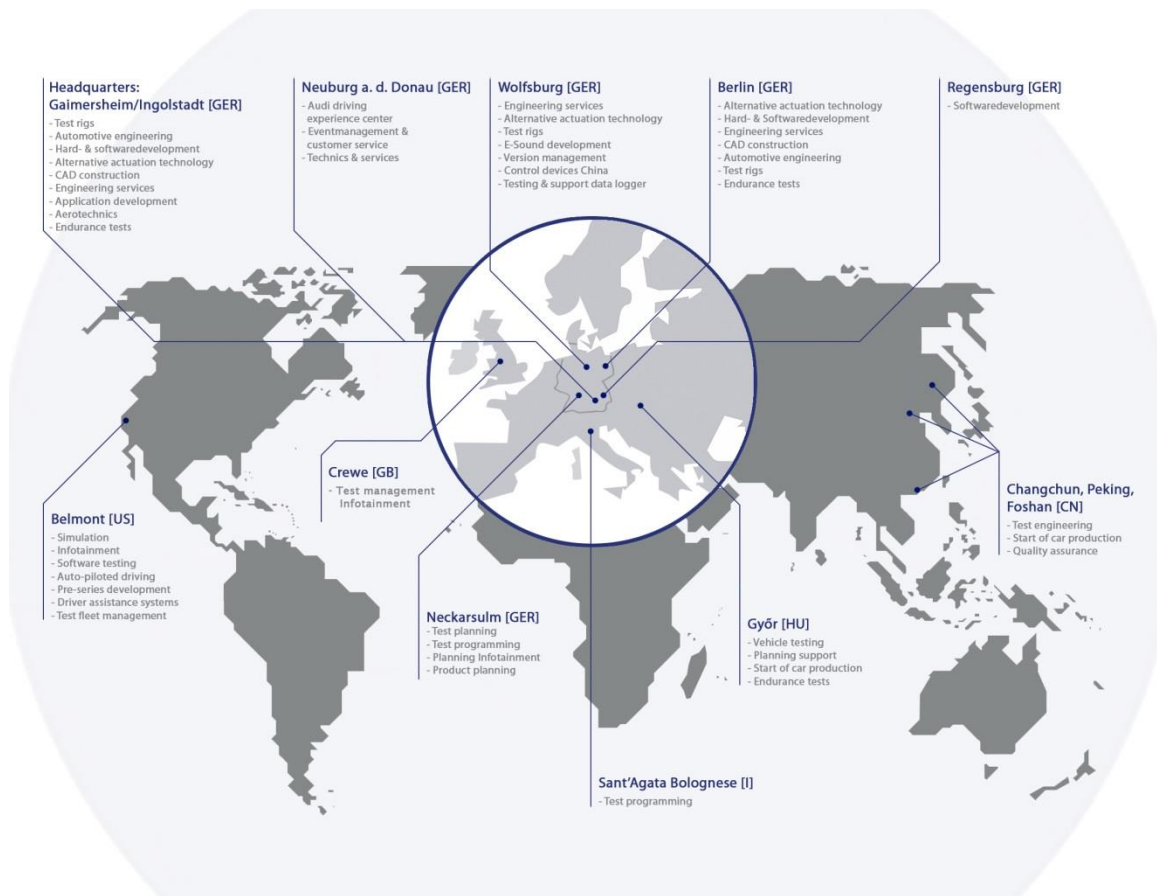 Headquarters:
Gaimersheim/Ingolstadt [GER]
- Test rigs
- Automotive engineering
- Hard- & softwaredevelopment
- Alternative actuation technology
- CAD construction
- Engineering services
- Application development
- Aerotechnics
- Endurance tests
Neuburg a. d. Donau [GER]
- Audi driving
experience center
- Eventmanagement &
customer service
- Technics & services
Wolfsburg [GER]
- Engineering services
- Alternative actuation technology
- Test rigs
- E-Sound development
- Version management
- Control devices China
- Testing & support data logger
Berlin [GER]
- Alternative actuation technology
- Hard- & Softwaredevelopment
- Engineering services
- CAD construction
- Automotive engineering
- Test rigs
- Endurance tests
Regensburg [GER]
- Softwaredevelopment
Crewe [GB]
- Test management
Infotainment
Belmont [US]
- Simulation
- Infotainment
- Software testing
- Auto-piloted driving
- Pre-series development
- Driver assistance systems
- Test fleet management
Changchun, Peking,
Foshan [CN]
- Test engineering
- Start of car production
- Quality assurance
Neckarsulm [GER]
- Test planning
- Test programming
- Planning Infotainment
- Product planning
Győr [HU]
- Vehicle testing
- Planning support
- Start of car production
- Endurance tests
Sant'Agata Bolognese [I]
- Test programming